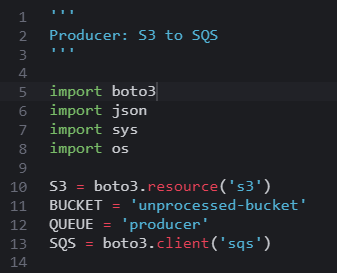 1 '''
2 Producer: S3 to SQS
3 '''
4
5 import boto3
6 import json
7 import sys
8 import os
9
10 S3 = boto3.resource('s3')
11 BUCKET = 'unprocessed-bucket'
12 QUEUE = 'producer'
13 SQS = boto3.client('sqs')
14